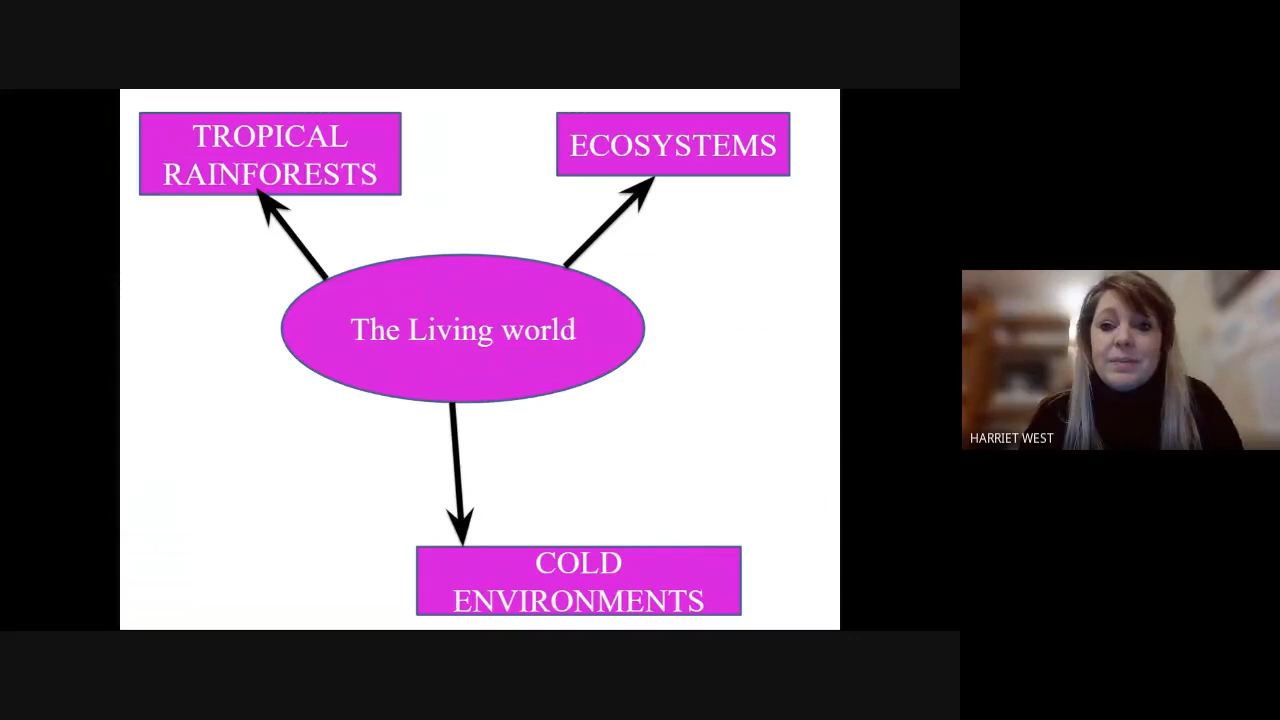 TROPICAL
RAINFORESTS
ECOSYSTEMS
The Living world
COLD
ENVIRONMENTS
HARRIET WEST